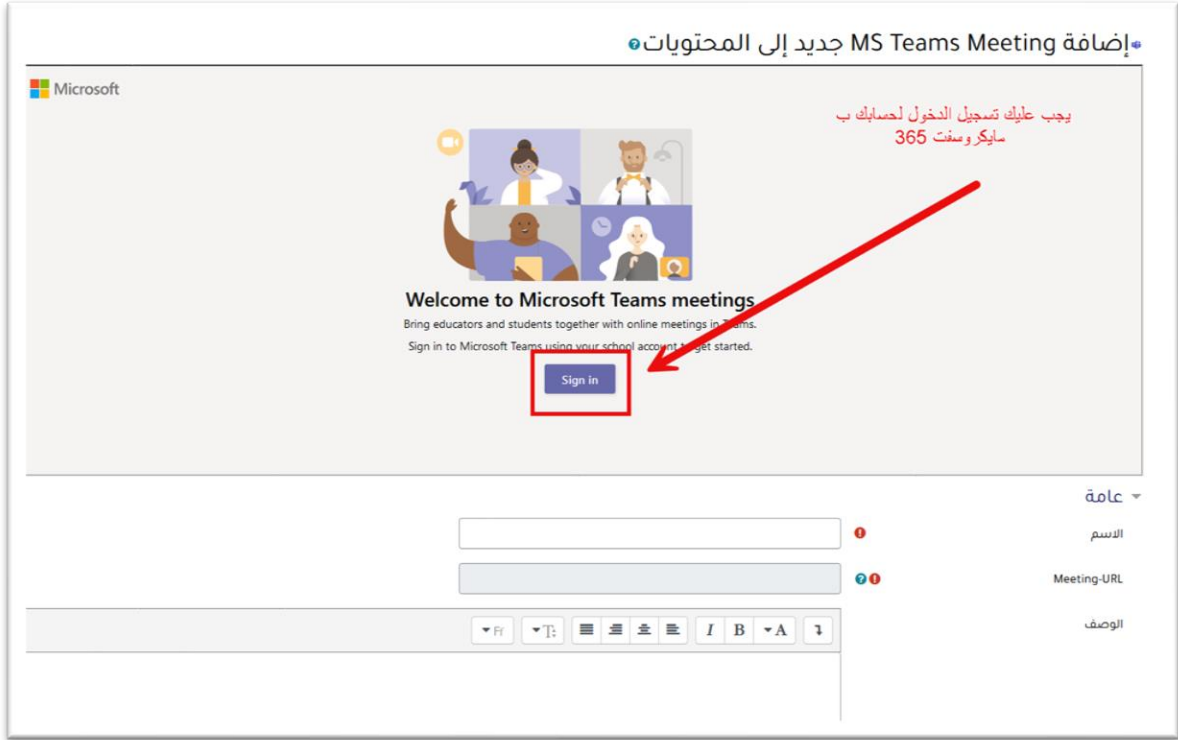 إضافة MS Teams Meeting جديد إلى المحتويات
Microsoft
يجب عليك تسجيل الدخول لحسابك ب
مايكروسفت 365
Welcome to Microsoft Teams meetings
Bring educators and students together with online meetings in Teams.
Sign in to Microsoft Teams using your school account to get started.
Sign in
عامة
الاسم
Meeting-URL
الوصف
I B A